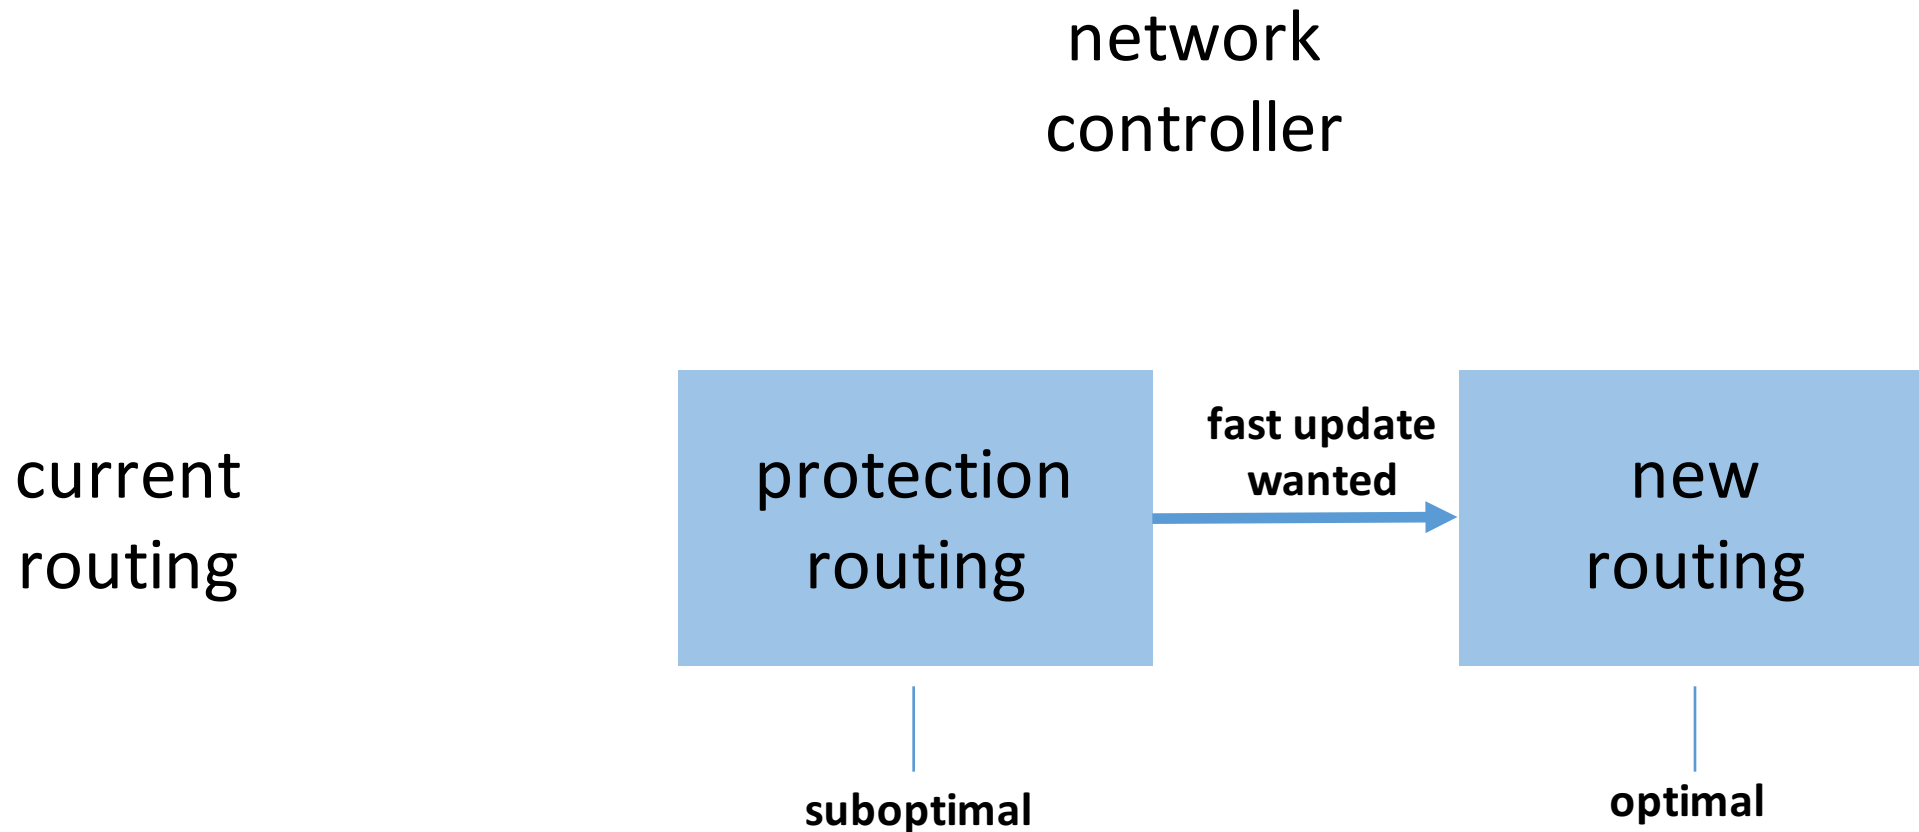 network
controller
current
routing
protection
routing
fast update
wanted
new
routing
suboptimal
optimal